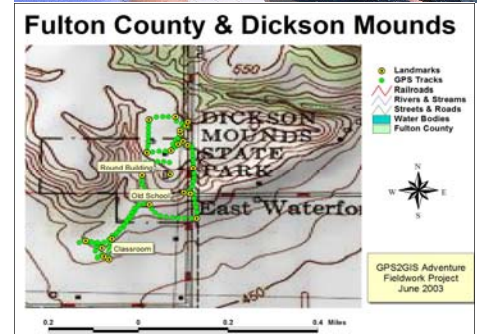 Fulton County & Dickson Mounds
550
DICKSON
MOUNDS
STATE
PARK
Round Building
Old School
East Waterfo
Classroom
450
Landmarks
GPS Tracks
Railroads
Rivers & Streams
Streets & Roads
Water Bodies
Fulton County
N
W
E
S
GPS2GIS Adventure
Fieldwork Project
June 2003
0.2 0 0.2 0.4 Miles